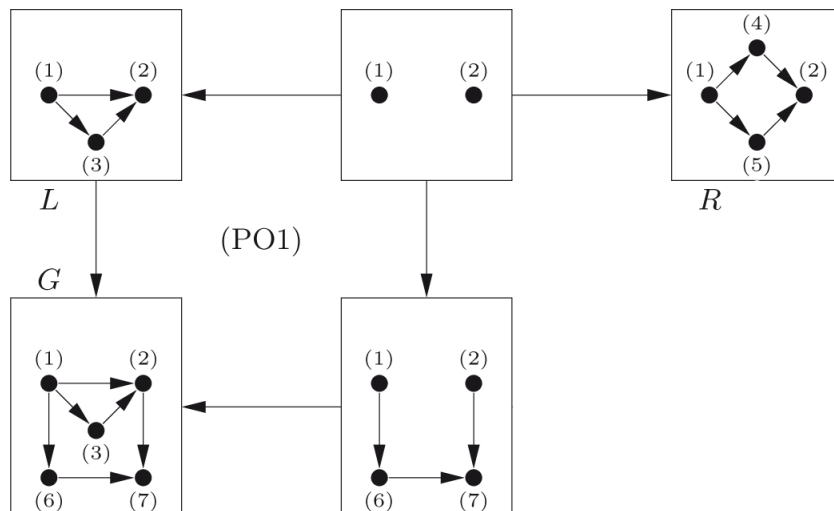 (4)
(1) (2) (1) (2) (1) (2)
(3) (5)
L R
(PO1)
G
(1) (2) (1) (2)
(3)
(6) (7) (6) (7)